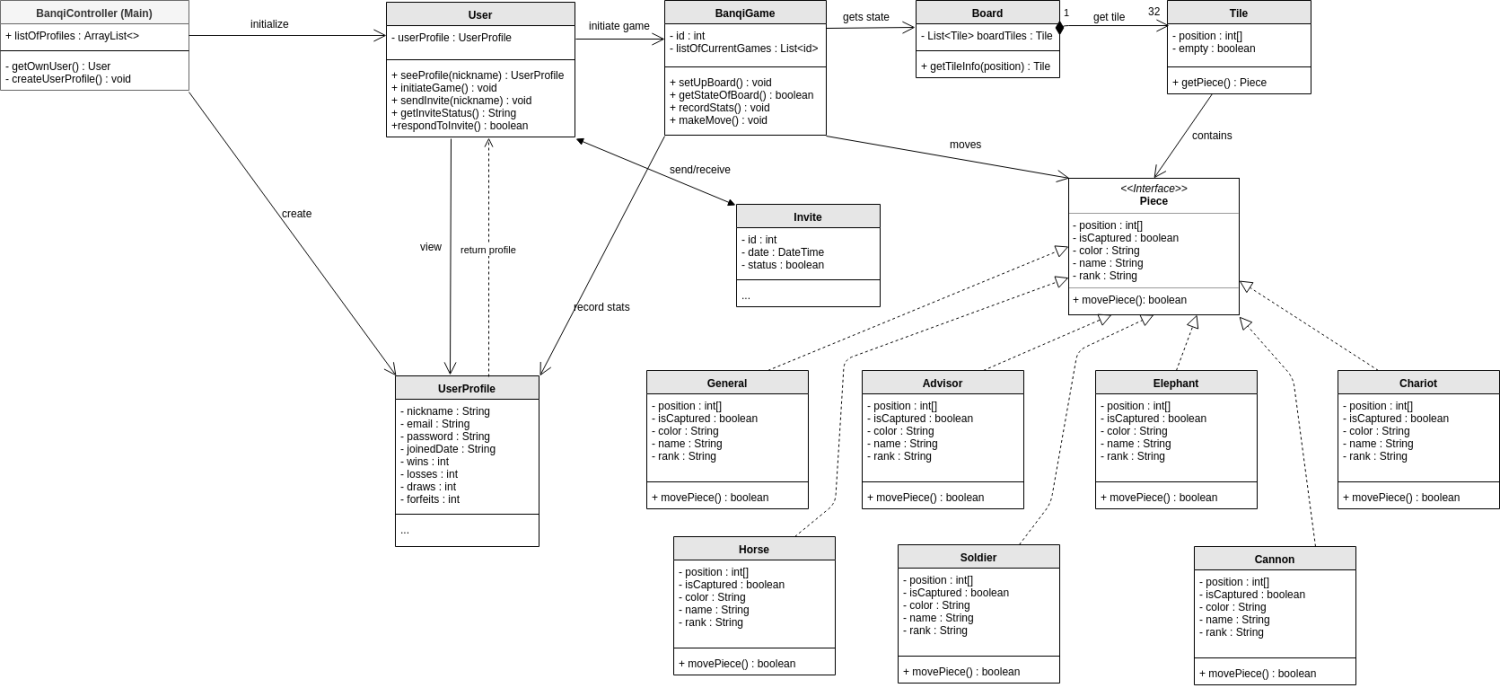 BanqiController (Main)
+ listOfProfiles : ArrayList<>
- getOwnUser() : User
- createUserProfile() : void
initialize
User
- userProfile : UserProfile
+ seeProfile(nickname) : UserProfile
+ initiateGame() : void
+ sendInvite(nickname) : void
+ getInviteStatus() : String
+respondToInvite() : boolean
initiate game
BanqiGame
- id : int
- listOfCurrentGames : List<id>
+ setUpBoard() : void
+ getStateOfBoard() : boolean
+ recordStats() : void
+ makeMove() : void
gets state
Board
- List<Tile> boardTiles : Tile
+ getTileInfo(position) : Tile
1
get tile
32
Tile
- position : int[]
- empty : boolean
+ getPiece() : Piece
contains
moves
send/receive
create
view
return profile
record stats
Invite
- id : int
- date : DateTime
- status : boolean
...
<<Interface>>
Piece
- position : int[]
- isCaptured : boolean
- color : String
- name : String
- rank : String
+ movePiece(): boolean
UserProfile
- nickname : String
- email : String
- password : String
- joinedDate : String
- wins : int
- losses : int
- draws : int
- forfeits : int
...
General
- position : int[]
- isCaptured : boolean
- color : String
- name : String
- rank : String
+ movePiece() : boolean
Advisor
- position : int[]
- isCaptured : boolean
- color : String
- name : String
- rank : String
+ movePiece() : boolean
Elephant
- position : int[]
- isCaptured : boolean
- color : String
- name : String
- rank : String
+ movePiece() : boolean
Chariot
- position : int[]
- isCaptured : boolean
- color : String
- name : String
- rank : String
+ movePiece() : boolean
Horse
- position : int[]
- isCaptured : boolean
- color : String
- name : String
- rank : String
+ movePiece() : boolean
Soldier
- position : int[]
- isCaptured : boolean
- color : String
- name : String
- rank : String
+ movePiece() : boolean
Cannon
- position : int[]
- isCaptured : boolean
- color : String
- name : String
- rank : String
+ movePiece() : boolean